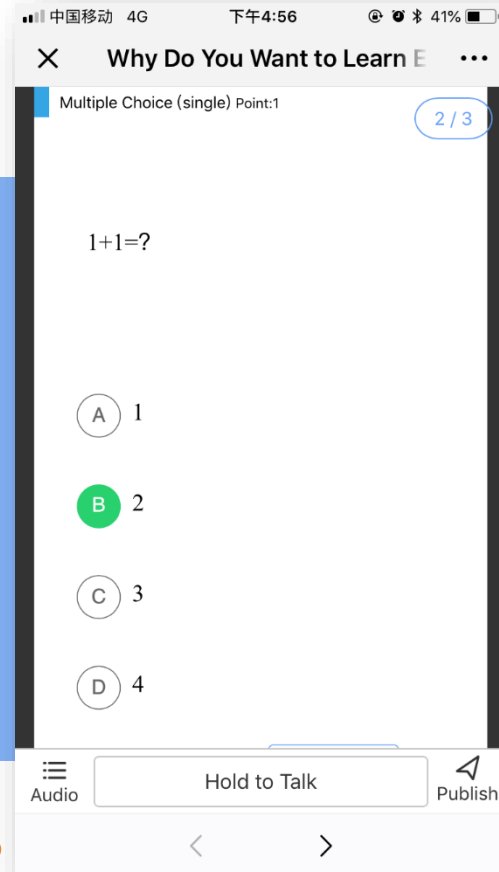 中国移动 4G 下午4:56 41%
Why Do You Want to Learn E
Multiple Choice (single) Point:1
2 / 3
1+1=?
A 1
B 2
C 3
D 4
Audio
Hold to Talk
Publish